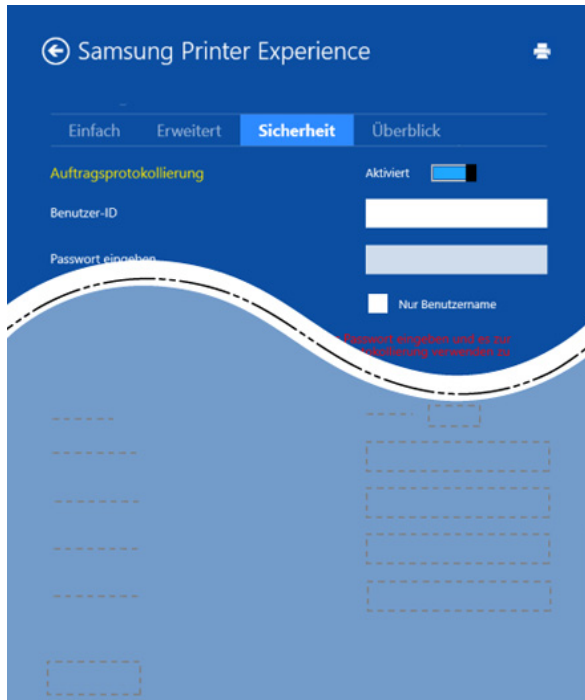 Samsung Printer Experience
Einfach Erweitert Sicherheit Überblick
Auftragsprotokollierung Aktiviert
Benutzer-ID
Passwort eingeben
Nur Benutzername
Passwort eingeben und es zur
verwenden zu